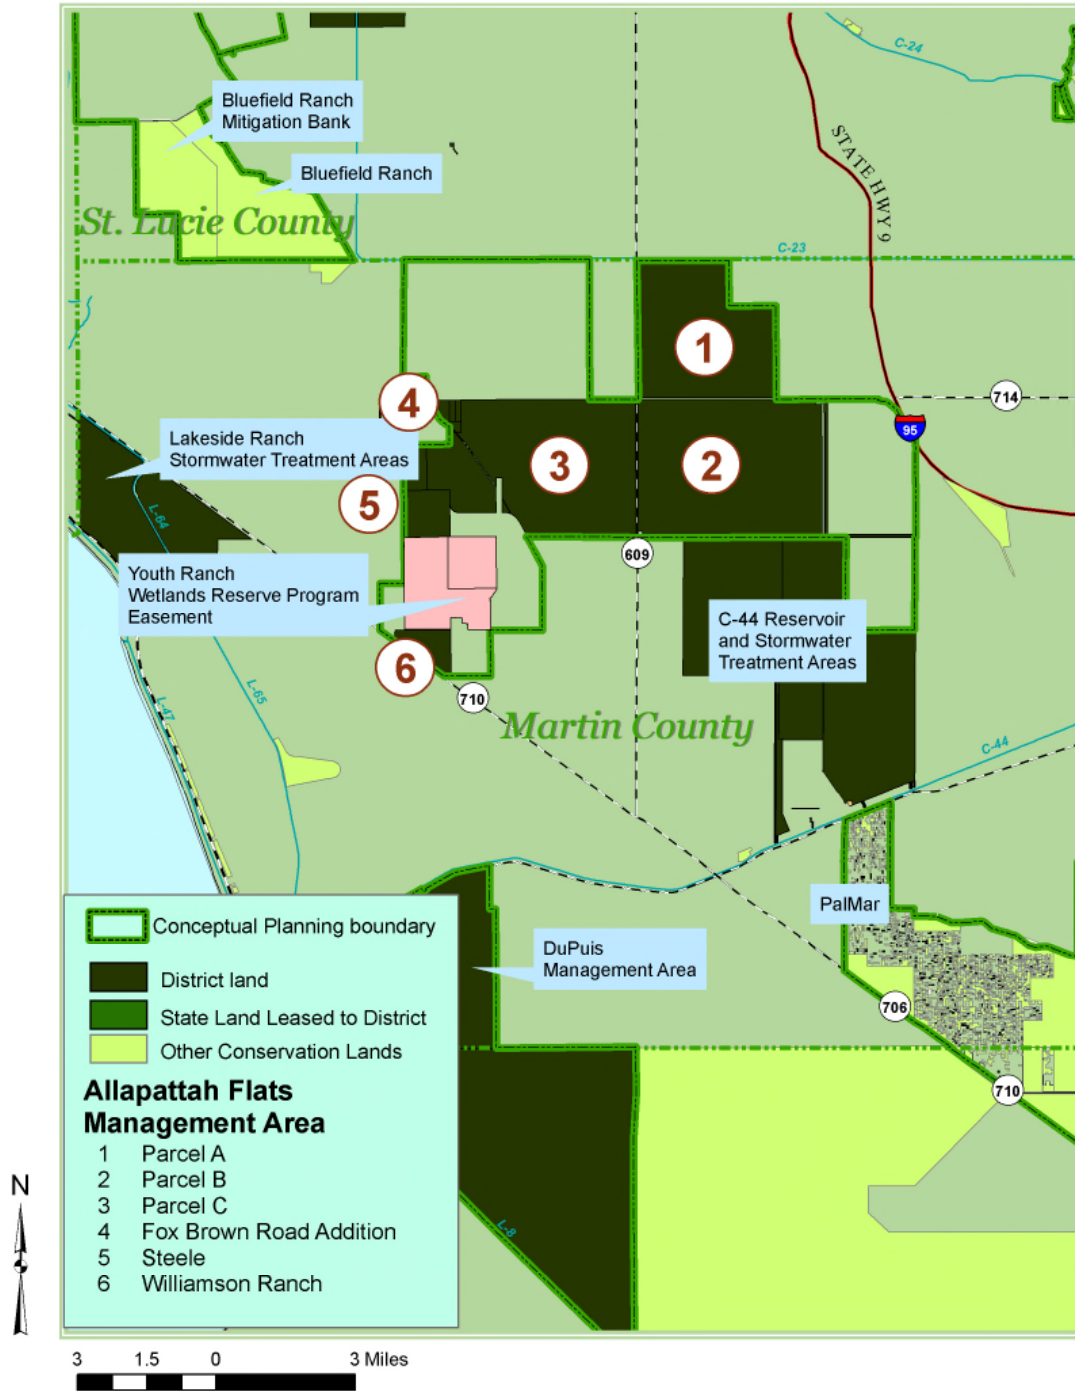 C-24
Bluefield Ranch
Mitigation Bank
STATE HWY 9
Bluefield Ranch
St. Lucie County
C-23
1
714
4
95
Lakeside Ranch
Stormwater Treatment Areas
3
2
5
L-64
609
Youth Ranch
Wetlands Reserve Program
Easement
C-44 Reservoir
and Stormwater
Treatment Areas
6
L-65
L-47
710
Martin County
C-44
PalMar
DuPuis
Management Area
706
710
L-8
Conceptual Planning boundary
District land
State Land Leased to District
Other Conservation Lands
Allapattah Flats
Management Area
1 Parcel A
2 Parcel B
3 Parcel C
4 Fox Brown Road Addition
5 Steele
6 Williamson Ranch
N
3 1.5 0 3 Miles